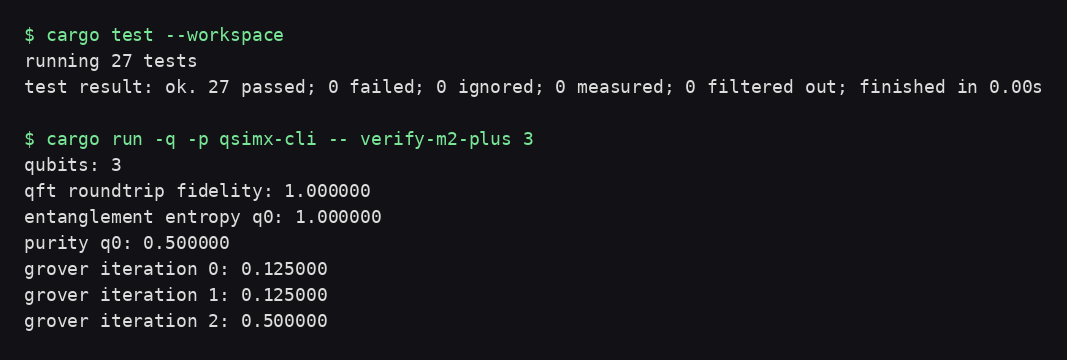 $ cargo test --workspace
running 27 tests
test result: ok. 27 passed; 0 failed; 0 ignored; 0 measured; 0 filtered out; finished in 0.00s
$ cargo run -q -p qsimx-cli -- verify-m2-plus 3
qubits: 3
qft roundtrip fidelity: 1.000000
entanglement entropy q0: 1.000000
purity q0: 0.500000
grover iteration 0: 0.125000
grover iteration 1: 0.125000
grover iteration 2: 0.500000